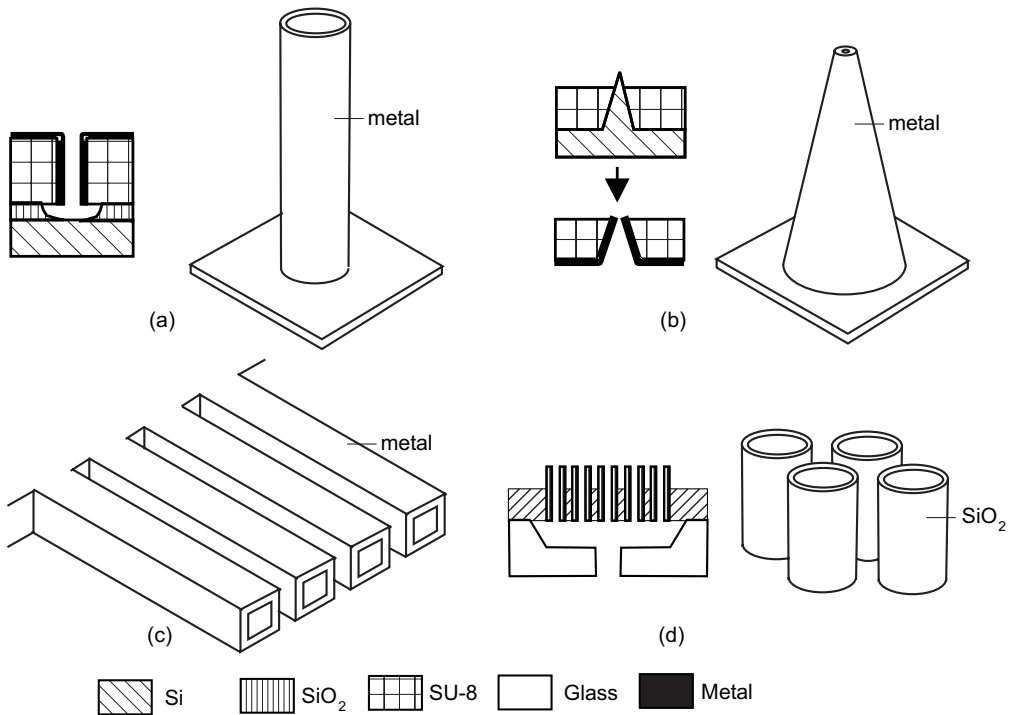 metal
metal
(a)
(b)
metal
SiO₂
(c)
(d)
Si
SiO₂
SU-8
Glass
Metal